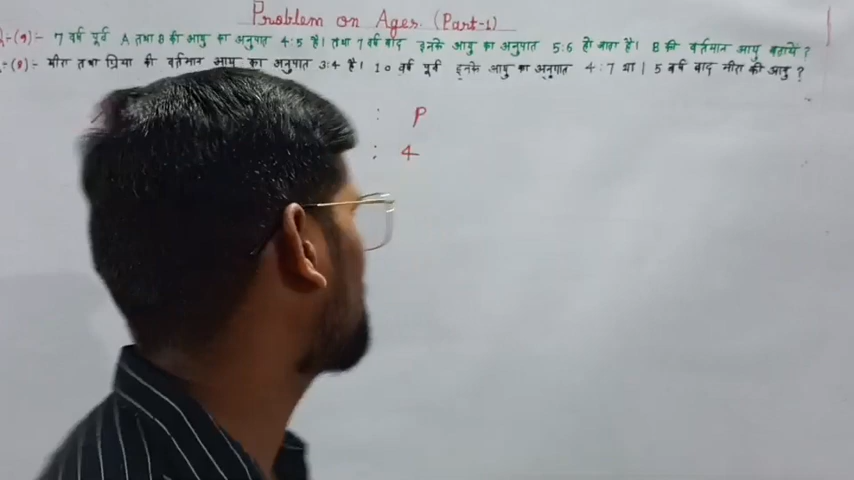 Problem on Ages. (Part-1)
(9):- 7 वर्ष पूर्व A तथा B की आयु का अनुपात 4:5 है। तथा 7 वर्ष बाद इनके आयु का अनुपात 5:6 हो जाता है। B की वर्तमान आयु बताये ?
(8):- मीरा तथा प्रिया की वर्तमान आयु का अनुपात 3:4 है। 10 वर्ष पूर्व इनके आयु का अनुपात 4:7 था। 5 वर्ष बाद मीरा की आयु ?
: P
: 4